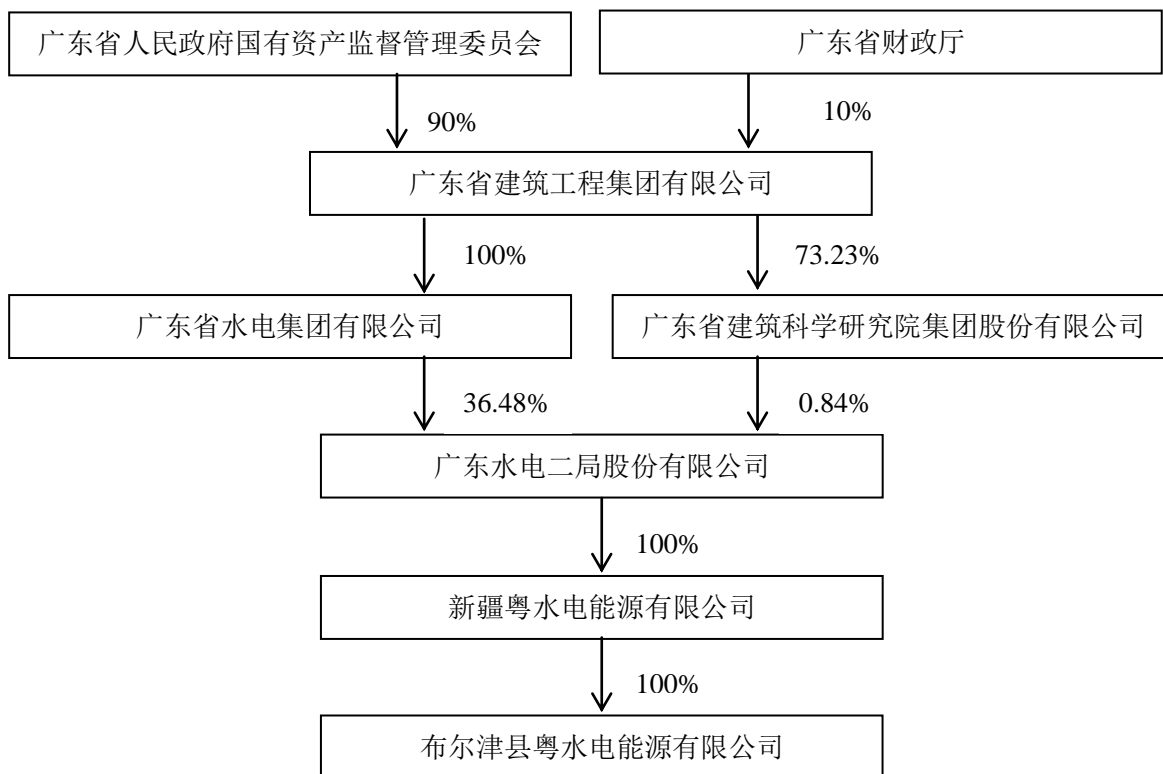 广东省人民政府国有资产监督管理委员会
广东省财政厅
90%
10%
广东省建筑工程集团有限公司
100%
73.23%
广东省水电集团有限公司
广东省建筑科学研究院集团股份有限公司
36.48%
0.84%
广东水电二局股份有限公司
100%
新疆粤水电能源有限公司
100%
布尔津县粤水电能源有限公司